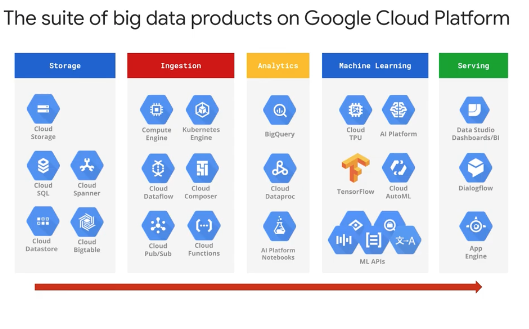 The suite of big data products on Google Cloud Platform
Storage
Cloud
Storage
Cloud
SQL
Cloud
Spanner
Cloud
Datastore
Cloud
Bigtable
Ingestion
Compute
Engine
Kubernetes
Engine
Cloud
Dataflow
Cloud
Composer
Cloud
Pub/Sub
Cloud
Functions
Analytics
BigQuery
Cloud
Dataproc
AI Platform
Notebooks
Machine Learning
Cloud
TPU
AI Platform
TensorFlow
Cloud
AutoML
文
A
ML APIs
Serving
Data Studio
Dashboards/BI
Dialogflow
App
Engine